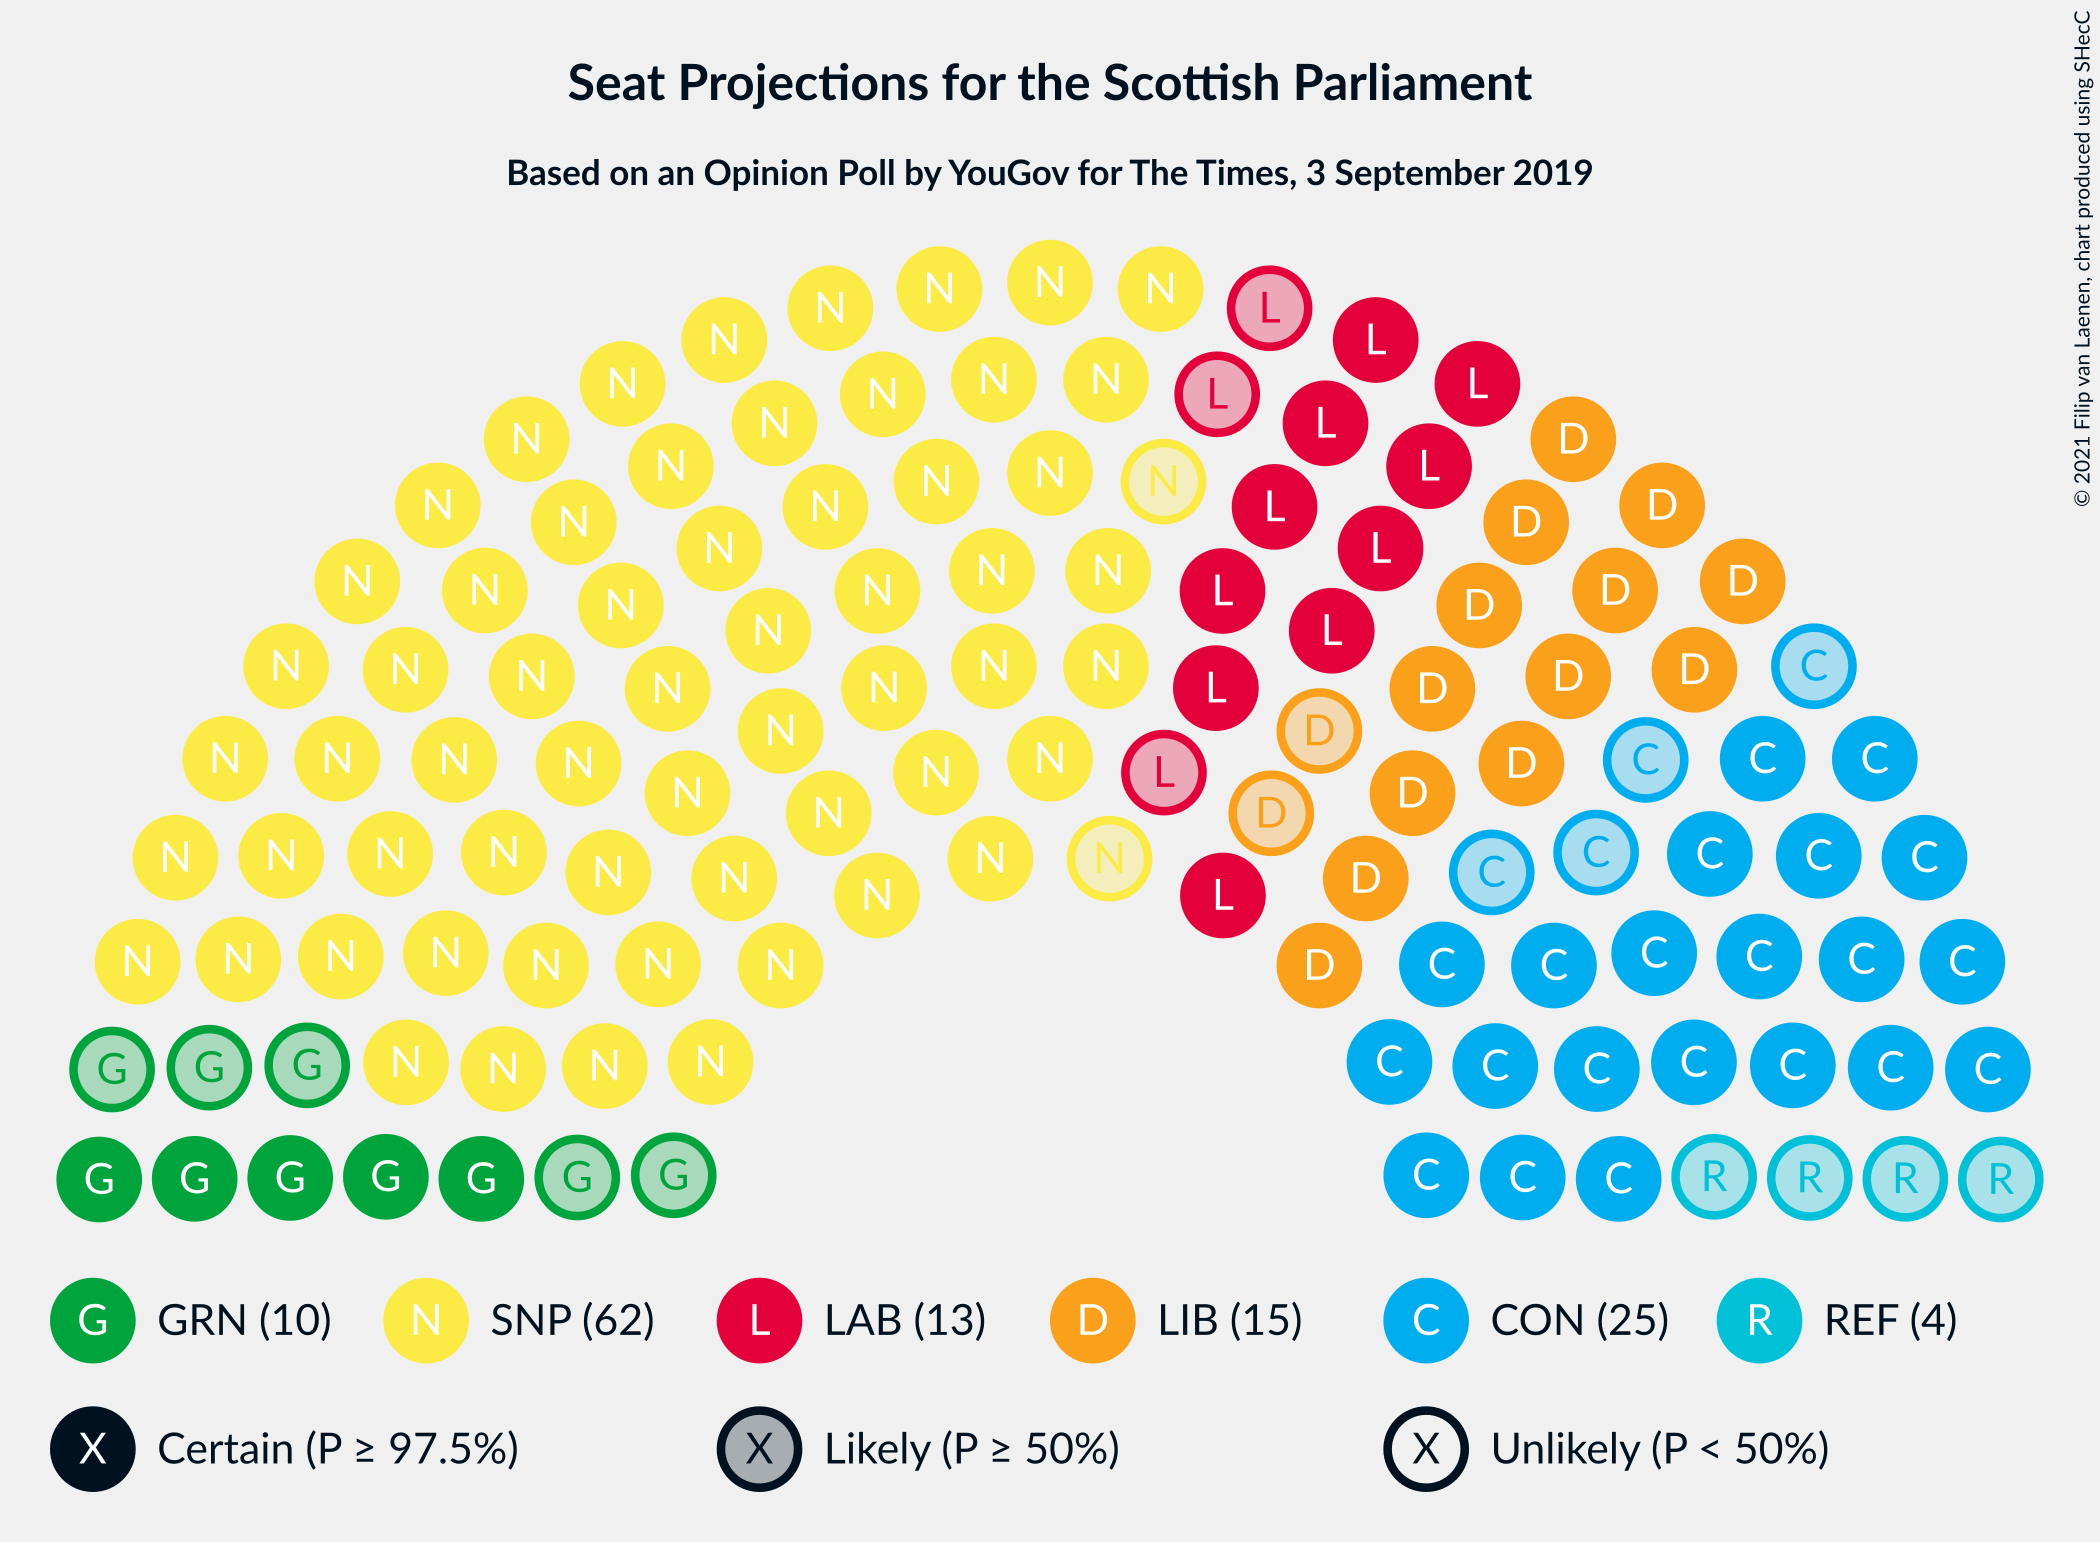 Seat Projections for the Scottish Parliament
Based on an Opinion Poll by YouGov for The Times, 3 September 2019
© 2021 Filip van Laenen, chart produced using SHecC
N N N N N L L
N N N N N L L
N N N N L L D
N N N N N L D D
N N N N L L D D D
N N N N N L D D D
N N N N N N N L D D D C
N N N N N N N L D D D C C C
N N N N N N N N N L D D C C C C C
N N N N N N N D C C C C C C
G G G N N N N C C C C C C C
G G G G G G G C C C R R R R
G GRN (10) N SNP (62) L LAB (13) D LIB (15) C CON (25) R REF (4)
X Certain (P ≥ 97.5%) X Likely (P ≥ 50%) X Unlikely (P < 50%)